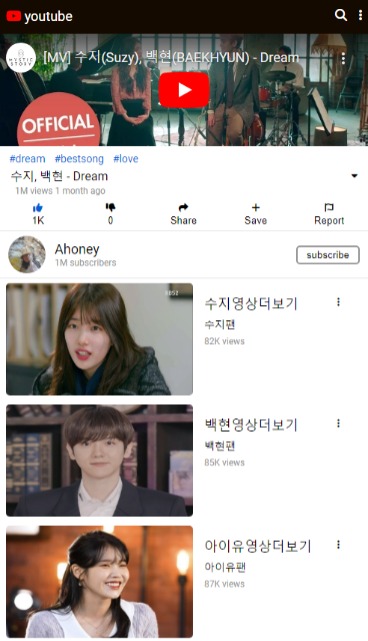 youtube
MYSTIC
STORY
[MV] 수지(Suzy), 백현(BAEKHYUN) - Dream
OFFICIAL
#dream #bestsong #love
수지, 백현 - Dream
1M views 1 month ago
1K 0 Share Save Report
Ahoney
1M subscribers
subscribe
수지영상더보기
수지팬
82K views
백현영상더보기
백현팬
85K views
아이유영상더보기
아이유팬
87K views